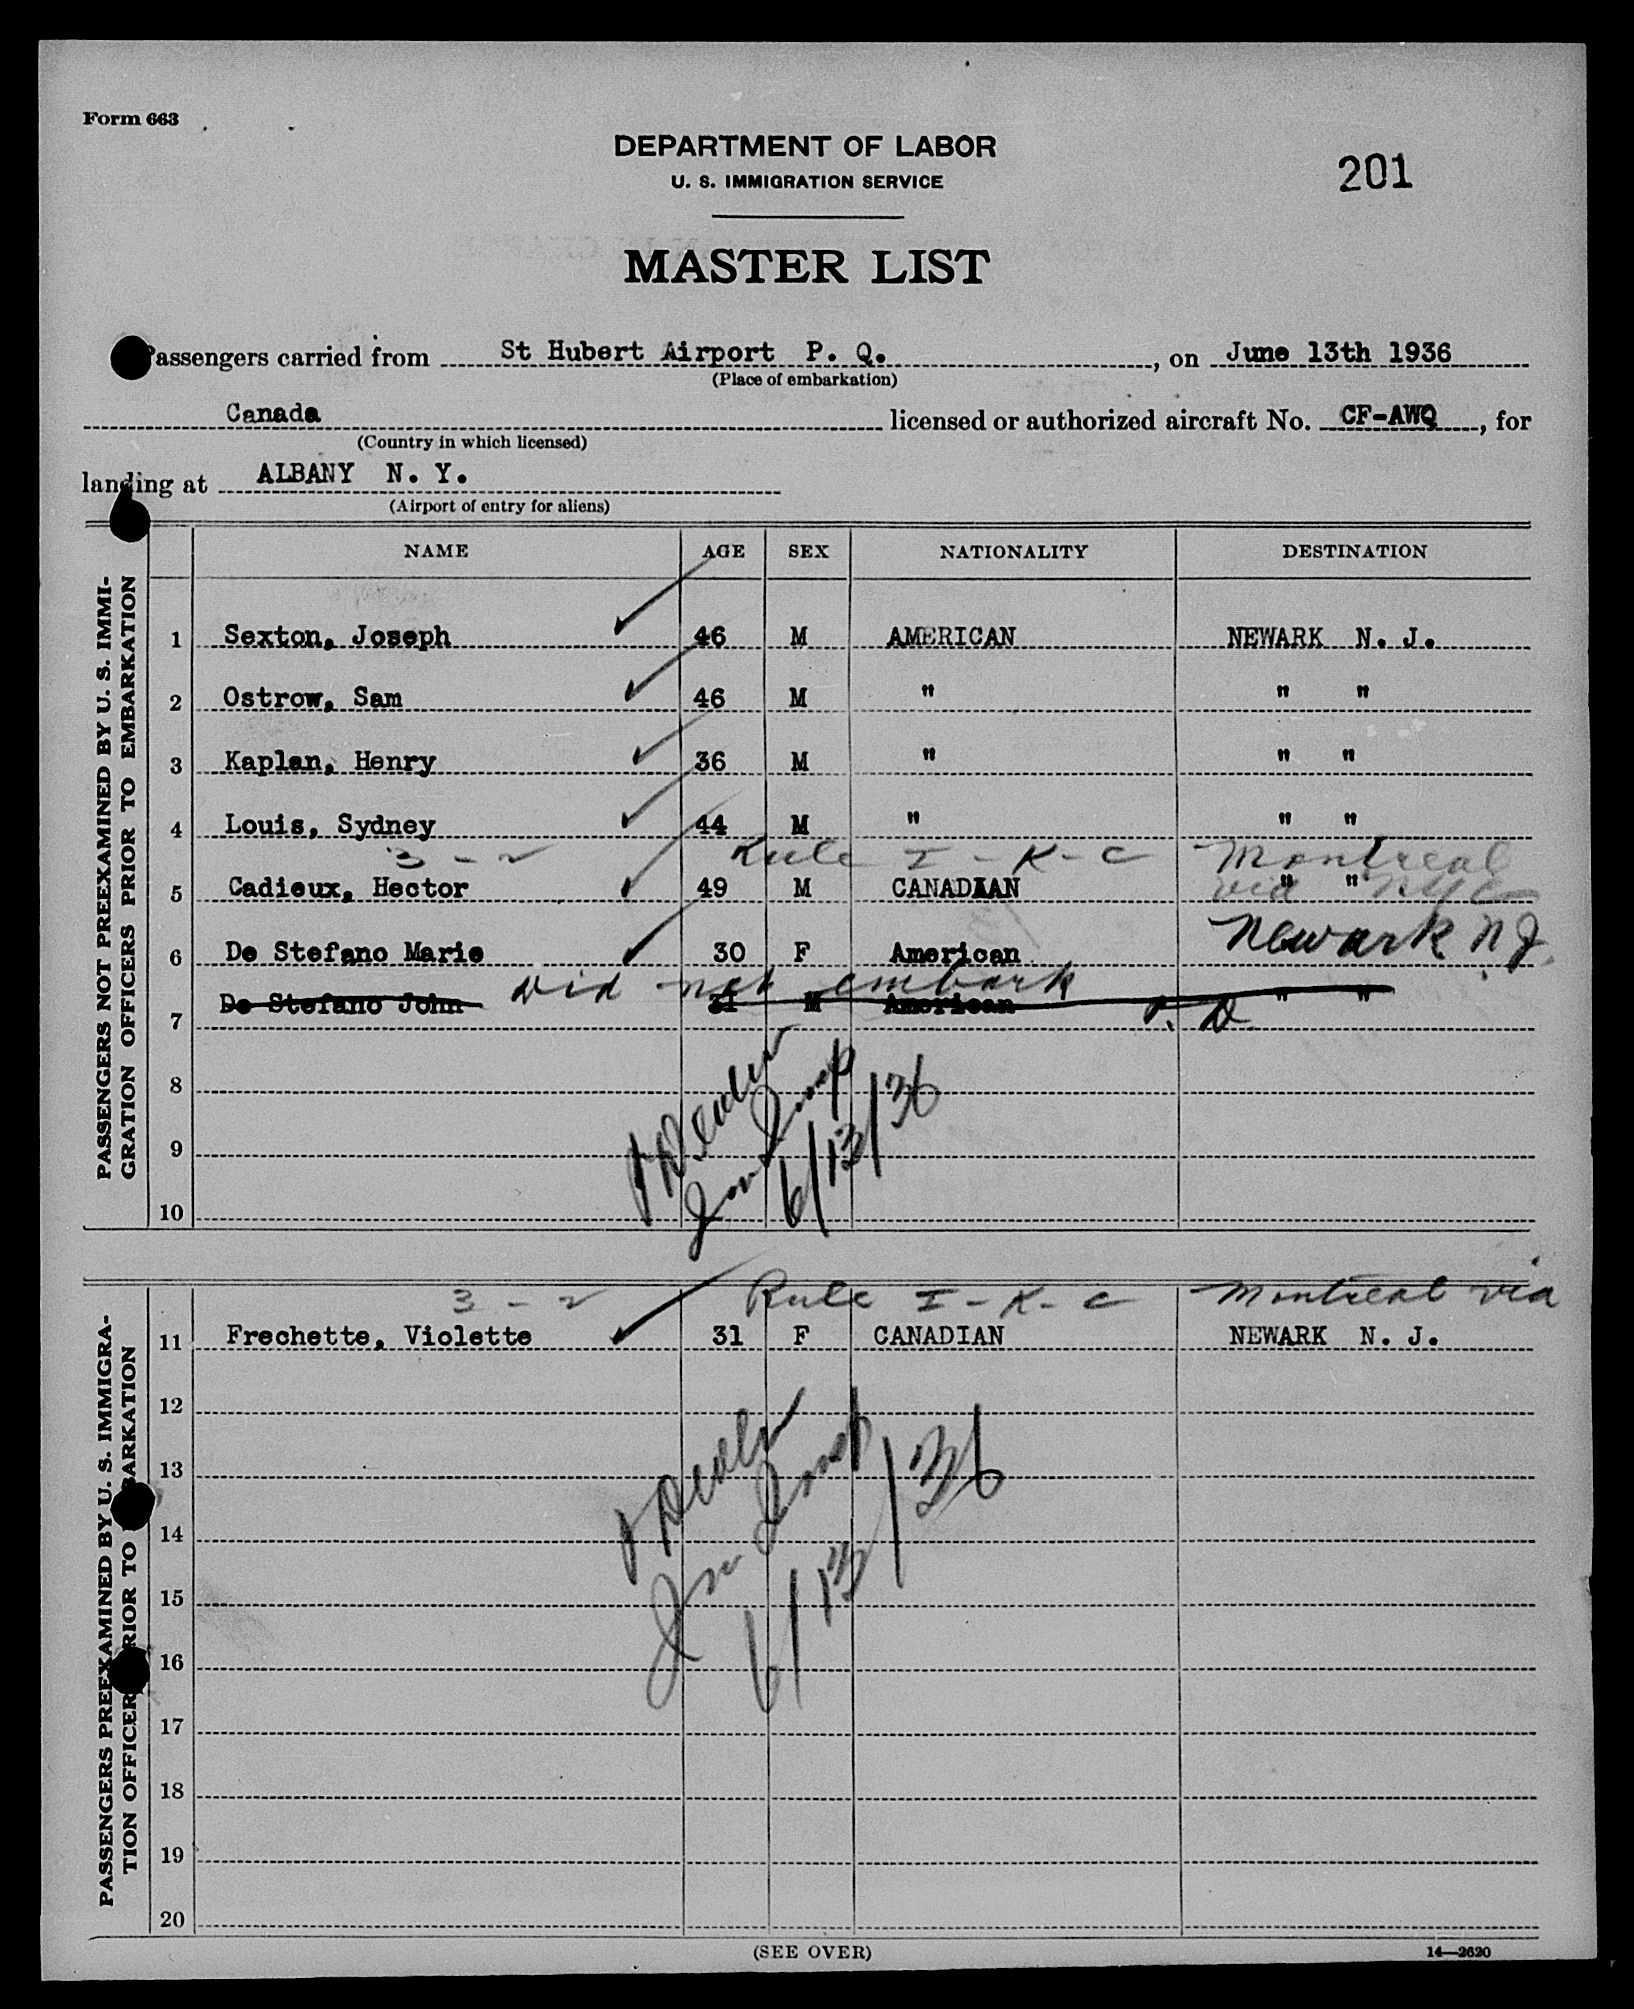 Form 663
DEPARTMENT OF LABOR
U. S. IMMIGRATION SERVICE
201
MASTER LIST
Passengers carried from St Hubert Airport P. Q., on June 13th 1936
(Place of embarkation)
Canada licensed or authorized aircraft No. CF-AWQ, for
(Country in which licensed)
landing at ALBANY N. Y.
(Airport of entry for aliens)
PASSENGERS NOT PREEXAMINED BY U. S. IMMI-
GRATION OFFICERS PRIOR TO EMBARKATION
NAME AGE SEX NATIONALITY DESTINATION
1 Sexton, Joseph 46 M AMERICAN NEWARK N. J.
2 Ostrow, Sam 46 M " " "
3 Kaplan, Henry 36 M " " "
4 Louis, Sydney 44 M " " "
3 - 2 Rule I - K - C Montreal
5 Cadieux, Hector 49 M CANADIAN " "
via NYC
6 De Stefano Marie 30 F American Newark N J.
did not embark
7 De Stefano John 31 M American " "
8
6/13/36
9
10
PASSENGERS PREEXAMINED BY U. S. IMMIGRA-
TION OFFICERS PRIOR TO EMBARKATION
3 - 2 Rule I - K - C Montreal via
11 Frechette, Violette 31 F CANADIAN NEWARK N. J.
12
13
6/13/36
14
15
16
17
18
19
20
(SEE OVER)
14—2620